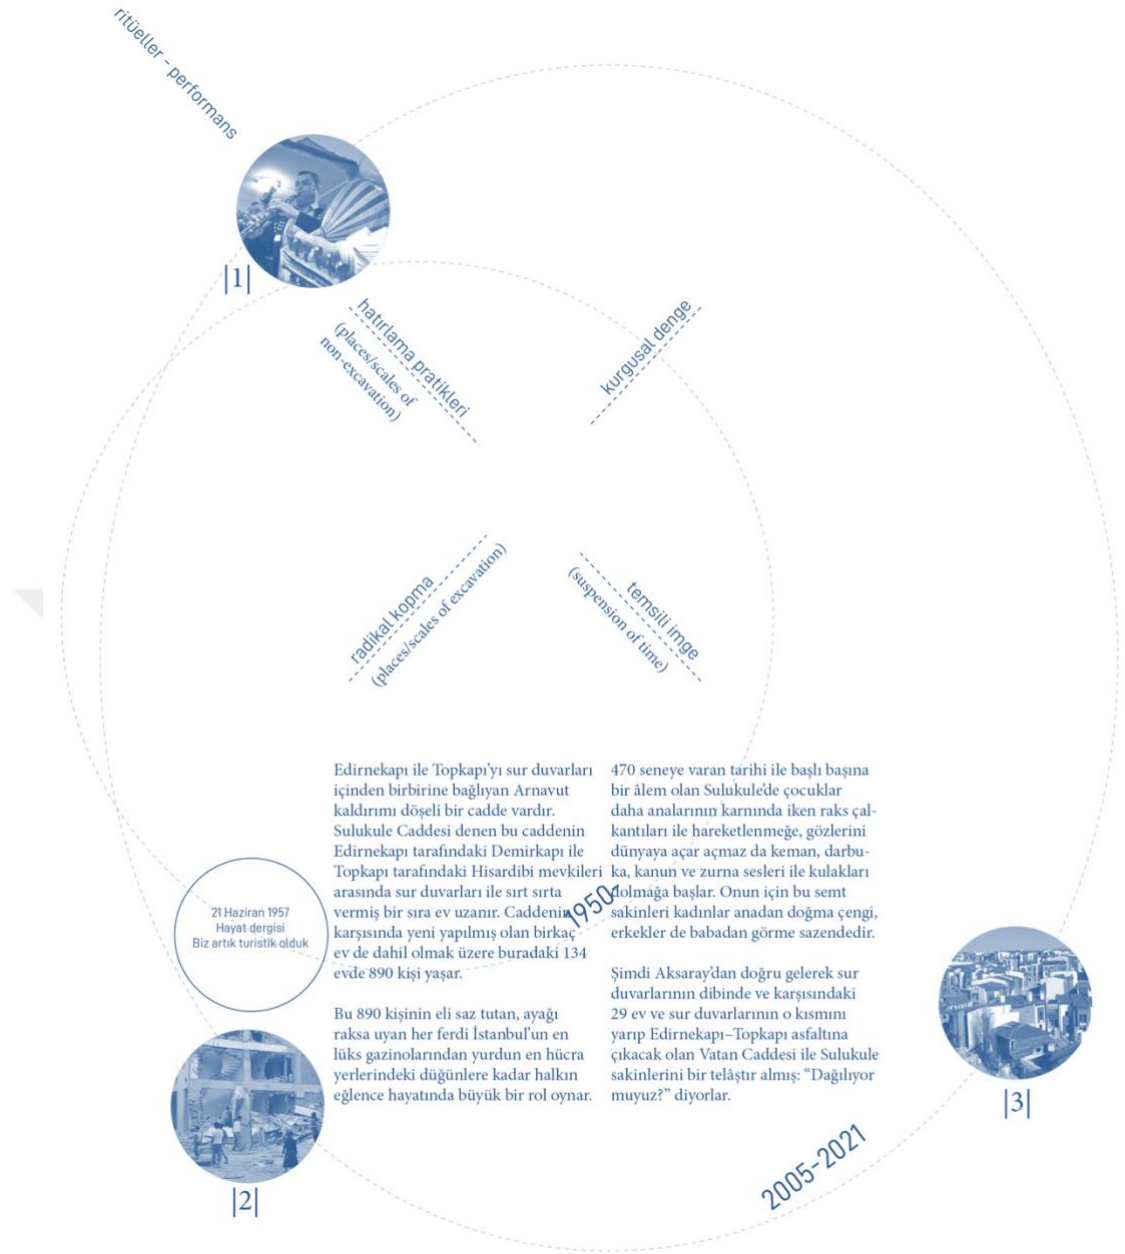 ritüeller - performans
|1|
hatırlama pratikleri
(places/scales of
non-excavation)
kurgusal denge
radikal kopma
(places/scales of excavation)
temsili imge
(suspension of time)
Edirnekapı ile Topkapı’yı sur duvarları
içinden birbirine bağlıyan Arnavut
kaldırımı döşeli bir cadde vardır.
Sulukule Caddesi denen bu caddenin
Edirnekapı tarafındaki Demirkapı ile
Topkapı tarafındaki Hisardibi mevkileri
arasında sur duvarları ile sırt sırta
vermiş bir sıra ev uzanır. Caddenin
karşısında yeni yapılmış olan birkaç
ev de dahil olmak üzere buradaki 134
evde 890 kişi yaşar.
Bu 890 kişinin eli saz tutan, ayağı
raksa uyan her ferdi İstanbul’un en
lüks gazinolarından yurdun en hücra
yerlerindeki düğünlere kadar halkın
eğlence hayatında büyük bir rol oynar.
470 seneye varan tarihi ile başlı başına
bir âlem olan Sulukule’de çocuklar
daha analarının karnında iken raks çal-
kantıları ile hareketlenmeğe, gözlerini
dünyaya açar açmaz da keman, darbu-
ka, kanun ve zurna sesleri ile kulakları
dolmağa başlar. Onun için bu semt
sakinleri kadınlar anadan doğma çengi,
erkekler de babadan görme sazendedir.
Şimdi Aksaray’dan doğru gelerek sur
duvarlarının dibinde ve karşısındaki
29 ev ve sur duvarlarının o kısmını
yarıp Edirnekapı–Topkapı asfaltına
çıkacak olan Vatan Caddesi ile Sulukule
sakinlerini bir telâştır almış: “Dağılıyor
muyuz?” diyorlar.
1950-
21 Haziran 1957
Hayat dergisi
Biz artık turistik olduk
|2|
|3|
2005-2021